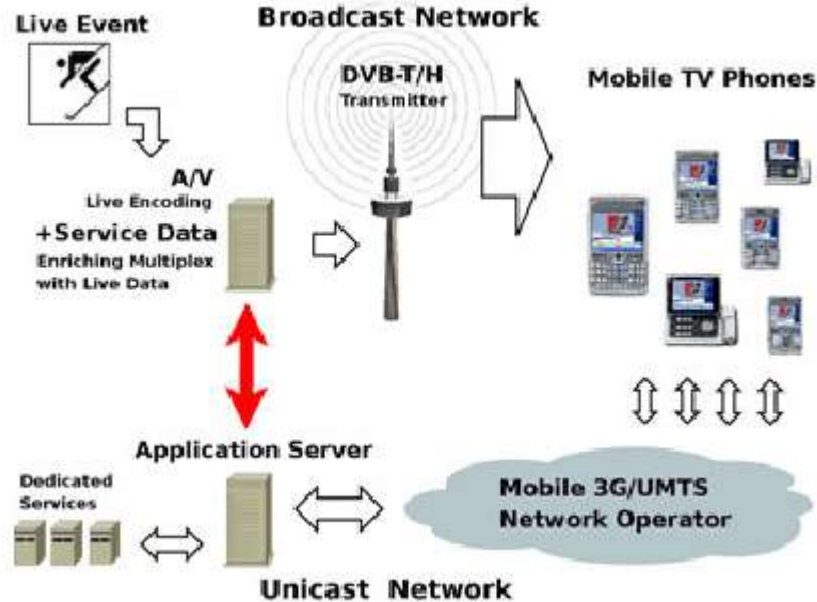 Broadcast Network
Live Event
DVB-T/H
Transmitter
Mobile TV Phones
A/V
Live Encoding
+Service Data
Enriching Multiplex
with Live Data
Application Server
Dedicated
Services
Mobile 3G/UMTS
Network Operator
Unicast Network